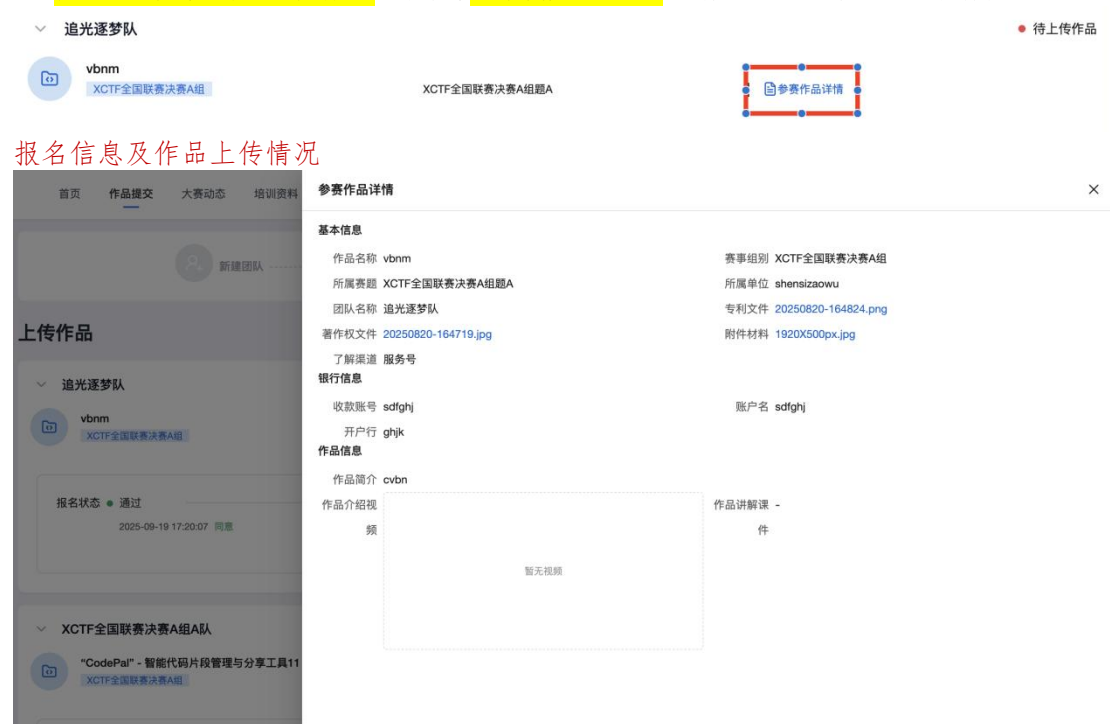 追光逐梦队
待上传作品
vbnm
XCTF全国联赛决赛A组
XCTF全国联赛决赛A组题A
参赛作品详情
报名信息及作品上传情况
首页 作品提交 大赛动态 培训资料
新建团队
上传作品
追光逐梦队
vbnm
XCTF全国联赛决赛A组
报名状态 通过
2025-09-19 17:20:07 同意
XCTF全国联赛决赛A组A队
“CodePal” - 智能代码片段管理与分享工具11
XCTF全国联赛决赛A组
参赛作品详情
基本信息
作品名称 vbnm 赛事组别 XCTF全国联赛决赛A组
所属赛题 XCTF全国联赛决赛A组题A 所属单位 shensizaowu
团队名称 追光逐梦队 专利文件 20250820-164824.png
著作权文件 20250820-164719.jpg 附件材料 1920X500px.jpg
了解渠道 服务号
银行信息
收款账号 sdfghj 账户名 sdfghj
开户行 ghjk
作品信息
作品简介 cvbn
作品介绍视 作品讲解课 -
频 件
暂无视频